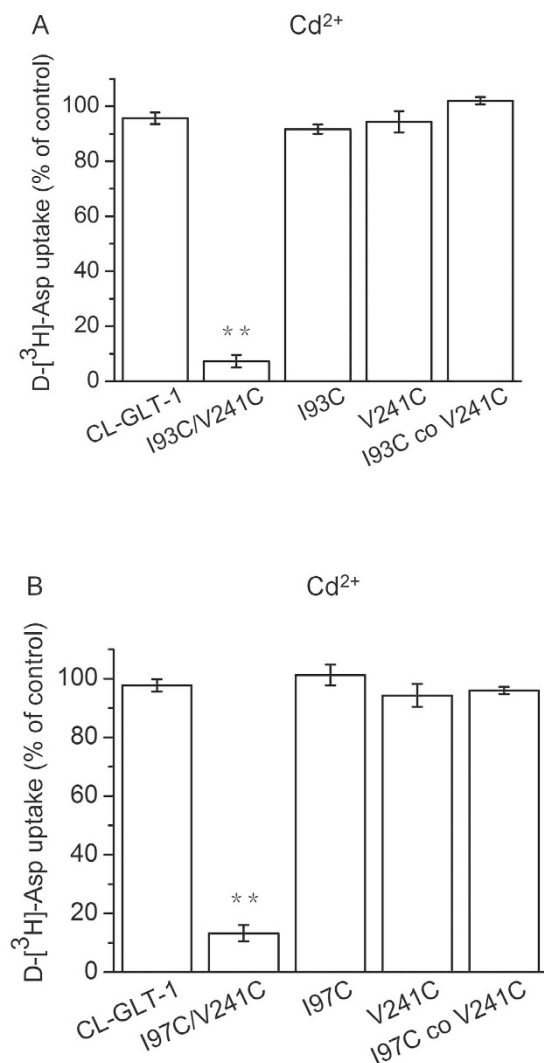 A
Cd²⁺
D-[³H]-Asp uptake (% of control)
100
80
60
40
20
0
**
CL-GLT-1
I93C/V241C
I93C
V241C
I93C co V241C
B
Cd²⁺
D-[³H]-Asp uptake (% of control)
100
80
60
40
20
0
**
CL-GLT-1
I97C/V241C
I97C
V241C
I97C co V241C